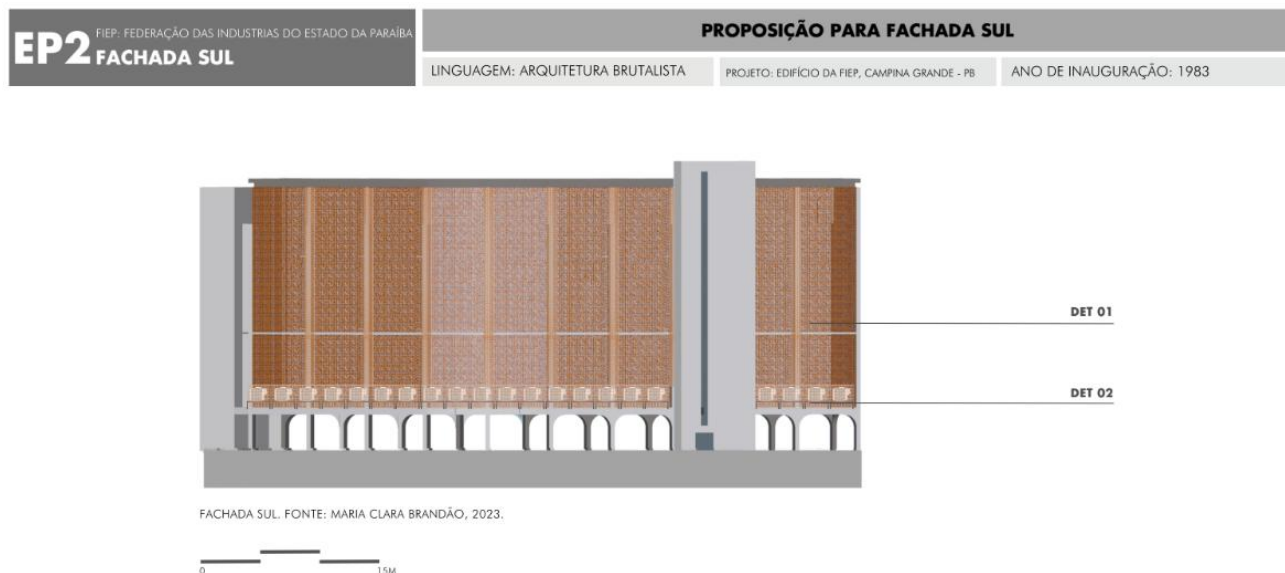 EP2
FIEP: FEDERAÇÃO DAS INDUSTRIAS DO ESTADO DA PARAÍBA
FACHADA SUL
PROPOSIÇÃO PARA FACHADA SUL
LINGUAGEM: ARQUITETURA BRUTALISTA
PROJETO: EDIFÍCIO DA FIEP, CAMPINA GRANDE - PB
ANO DE INAUGURAÇÃO: 1983
DET 01
DET 02
FACHADA SUL. FONTE: MARIA CLARA BRANDÃO, 2023.
0 15M